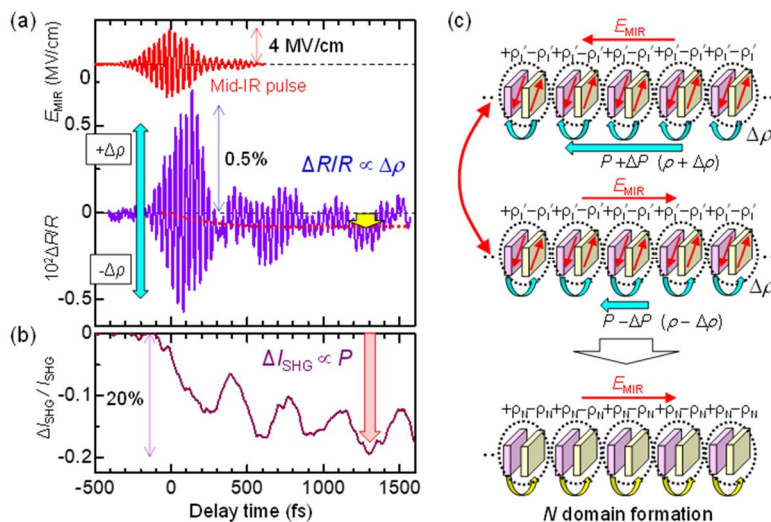 (a)
4 MV/cm
Mid-IR pulse
E_MIR (MV/cm)
0
0.5
0
-0.5
10²ΔR/R
+Δρ
-Δρ
0.5%
ΔR/R ∝ Δρ
(b)
0
-0.1
-0.2
ΔI_SHG / I_SHG
20%
ΔI_SHG ∝ P
-500 0 500 1000 1500
Delay time (fs)
(c)
E_MIR
+ρ_I′−ρ_I′+ρ_I′−ρ_I′+ρ_I′−ρ_I′+ρ_I′−ρ_I′+ρ_I′−ρ_I′
Δρ
P+ΔP (ρ+Δρ)
E_MIR
+ρ_I′−ρ_I′+ρ_I′−ρ_I′+ρ_I′−ρ_I′+ρ_I′−ρ_I′+ρ_I′−ρ_I′
Δρ
P−ΔP (ρ−Δρ)
E_MIR
+ρ_N−ρ_N+ρ_N−ρ_N+ρ_N−ρ_N+ρ_N−ρ_N+ρ_N−ρ_N
N domain formation